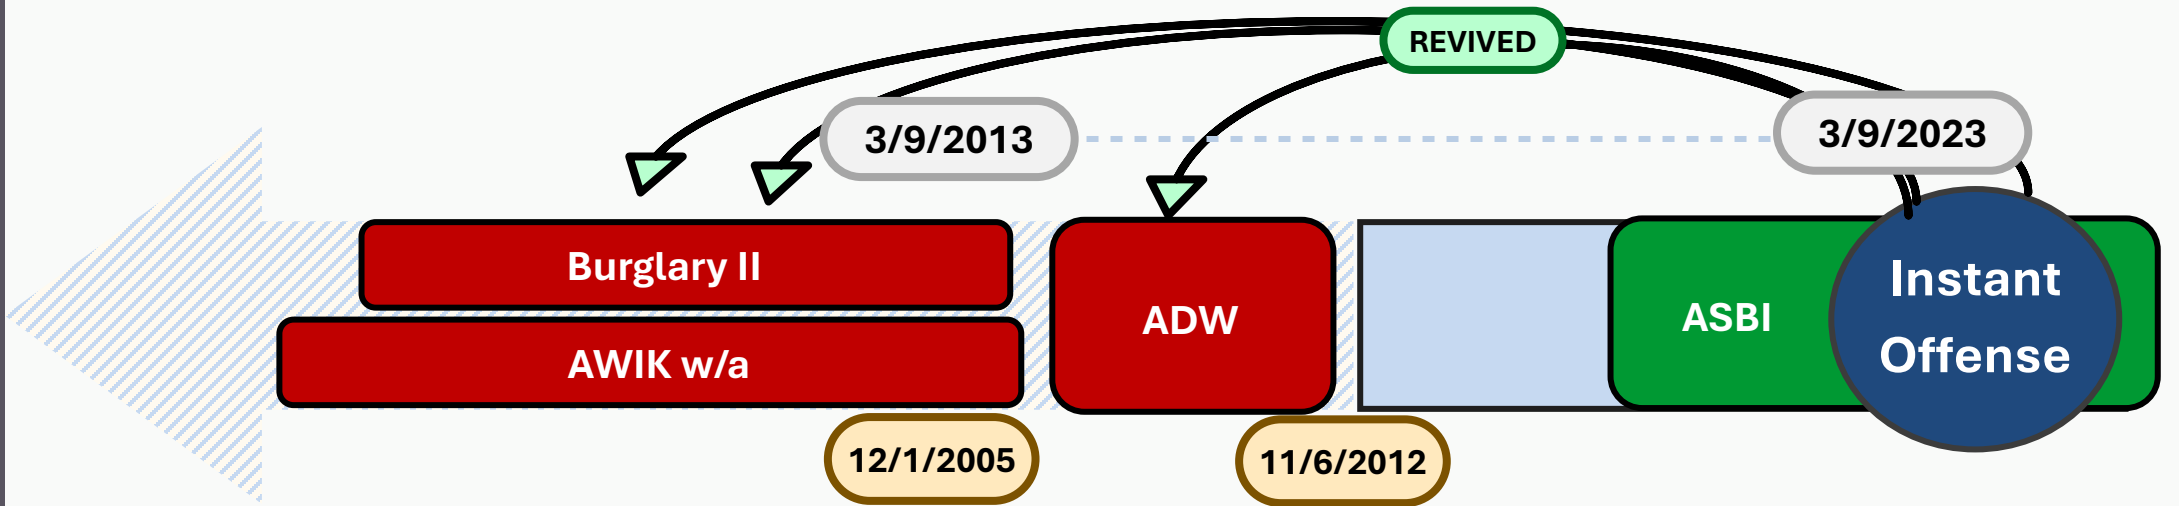 REVIVED
3/9/2013
3/9/2023
Burglary II
AWIK w/a
ADW
ASBI
Instant
Offense
12/1/2005
11/6/2012